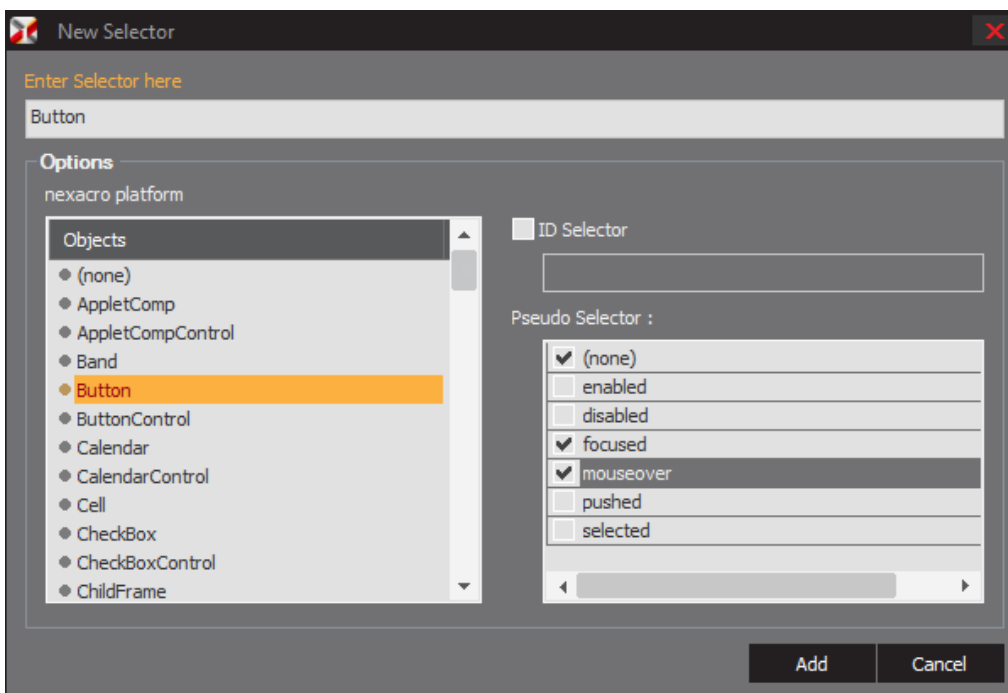 New Selector
Enter Selector here
Button
Options
nexacro platform
Objects
(none)
AppletComp
AppletCompControl
Band
Button
ButtonControl
Calendar
CalendarControl
Cell
CheckBox
CheckBoxControl
ChildFrame
ID Selector
Pseudo Selector :
(none)
enabled
disabled
focused
mouseover
pushed
selected
Add
Cancel